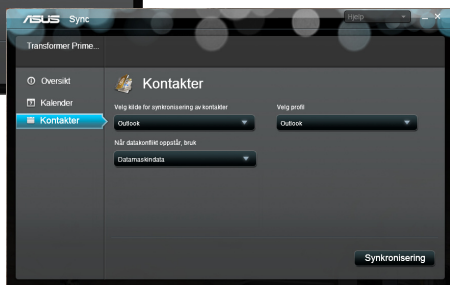 ASUS Sync
Hjelp
Transformer Prime...
Oversikt
Kalender
Kontakter
Kontakter
Velg kilde for synkronisering av kontakter
Velg profil
Outlook
Outlook
Når datakonflikt oppstår, bruk
Datamaskindata
Synkronisering